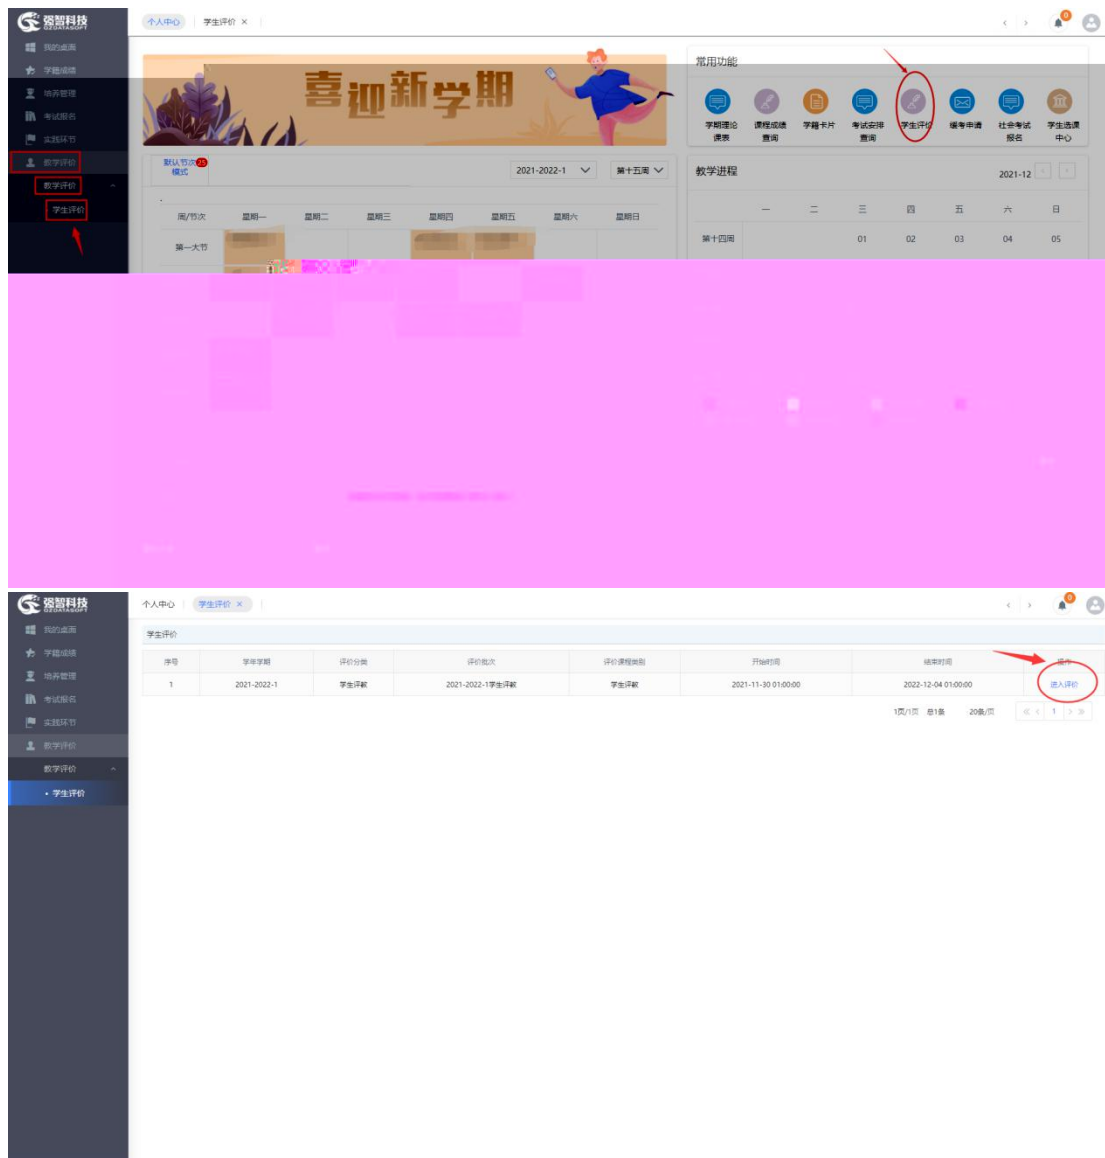 强智科技
QZDATASOFT
个人中心 学生评价 ×
0
我的桌面
学籍成绩
培养管理
考试报名
实践环节
教学评价
教学评价
学生评价
喜迎新学期
常用功能
学期理论课表 课程成绩查询 学籍卡片 考试安排查询 学生评价 缓考申请 社会考试报名 学生选课中心
默认节次模式 25
2021-2022-1 第十五周
周/节次 星期一 星期二 星期三 星期四 星期五 星期六 星期日
第一大节
教学进程
2021-12
一 二 三 四 五 六 日
第十四周 01 02 03 04 05
强智科技
QZDATASOFT
个人中心 学生评价 ×
0
我的桌面
学籍成绩
培养管理
考试报名
实践环节
教学评价
教学评价
学生评价
学生评价
序号 学年学期 评价分类 评价批次 评价课程类别 开始时间 结束时间 操作
1 2021-2022-1 学生评教 2021-2022-1学生评教 学生评教 2021-11-30 01:00:00 2022-12-04 01:00:00 进入评价
1页/1页 总1条 20条/页 1